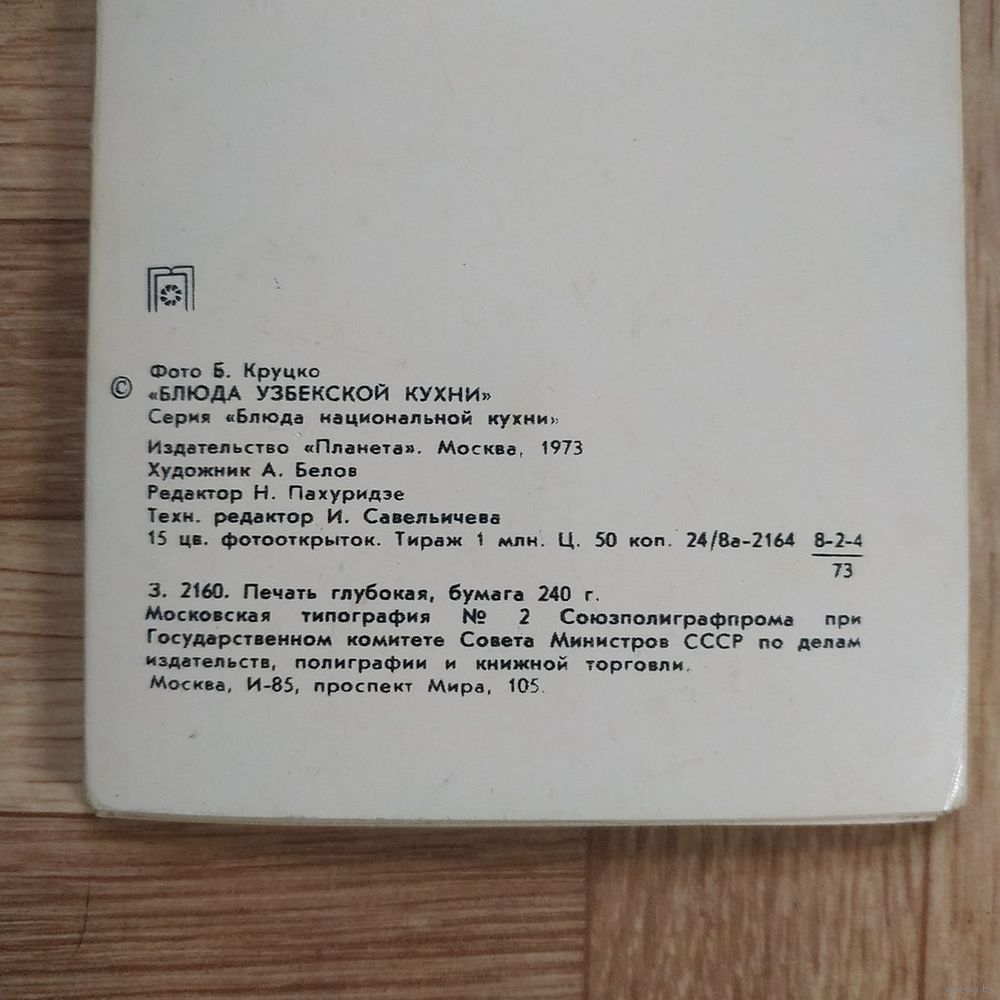 Фото Б. Круцко
© «БЛЮДА УЗБЕКСКОЙ КУХНИ»
Серия «Блюда национальной кухни»
Издательство «Планета». Москва, 1973
Художник А. Белов
Редактор Н. Пахуридзе
Техн. редактор И. Савельичева
15 цв. фотооткрыток. Тираж 1 млн. Ц. 50 коп. 24/8а-2164 8-2-4
73
З. 2160. Печать глубокая, бумага 240 г.
Московская типография № 2 Союзполиграфпрома при
Государственном комитете Совета Министров СССР по делам
издательств, полиграфии и книжной торговли.
Москва, И-85, проспект Мира, 105.